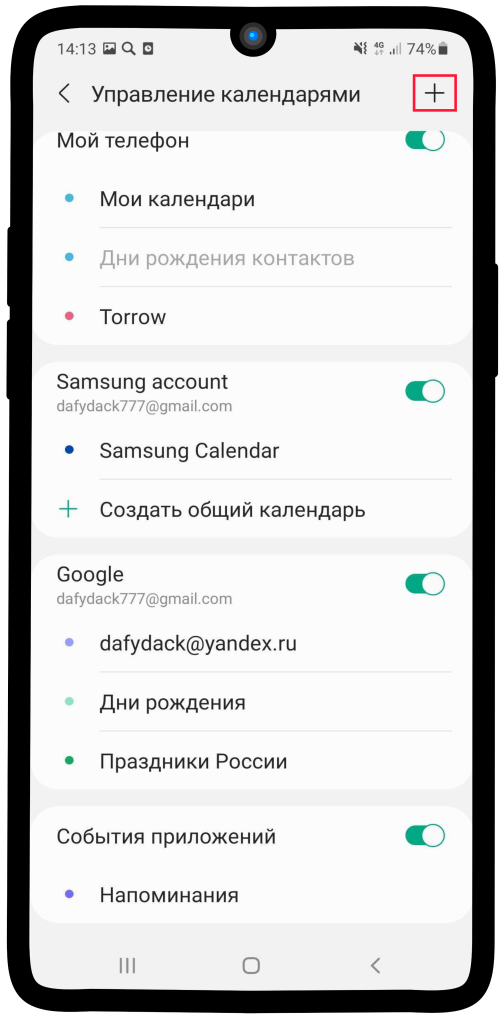 14:13 4G 74%
Управление календарями
Мой телефон
Мои календари
Дни рождения контактов
Torrow
Samsung account
dafydack777@gmail.com
Samsung Calendar
Создать общий календарь
Google
dafydack777@gmail.com
dafydack@yandex.ru
Дни рождения
Праздники России
События приложений
Напоминания